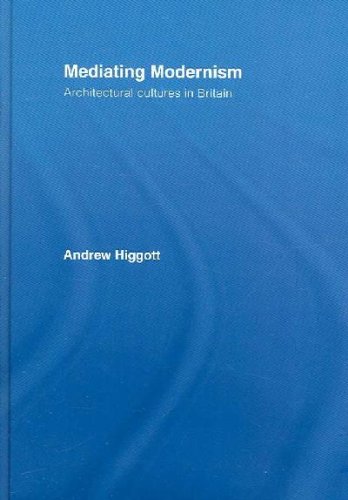 Mediating Modernism
Architectural cultures in Britain
Andrew Higgott